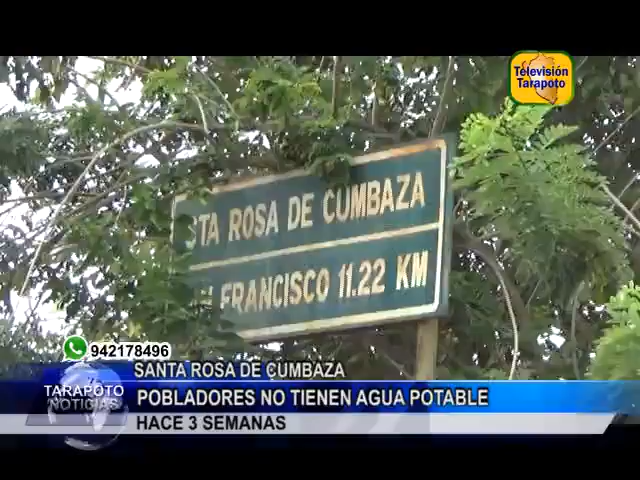 Televisión
Tarapoto
STA ROSA DE CUMBAZA
FRANCISCO 11.22 KM
942178496
SANTA ROSA DE CUMBAZA
TARAPOTO
NOTICIAS
POBLADORES NO TIENEN AGUA POTABLE
HACE 3 SEMANAS